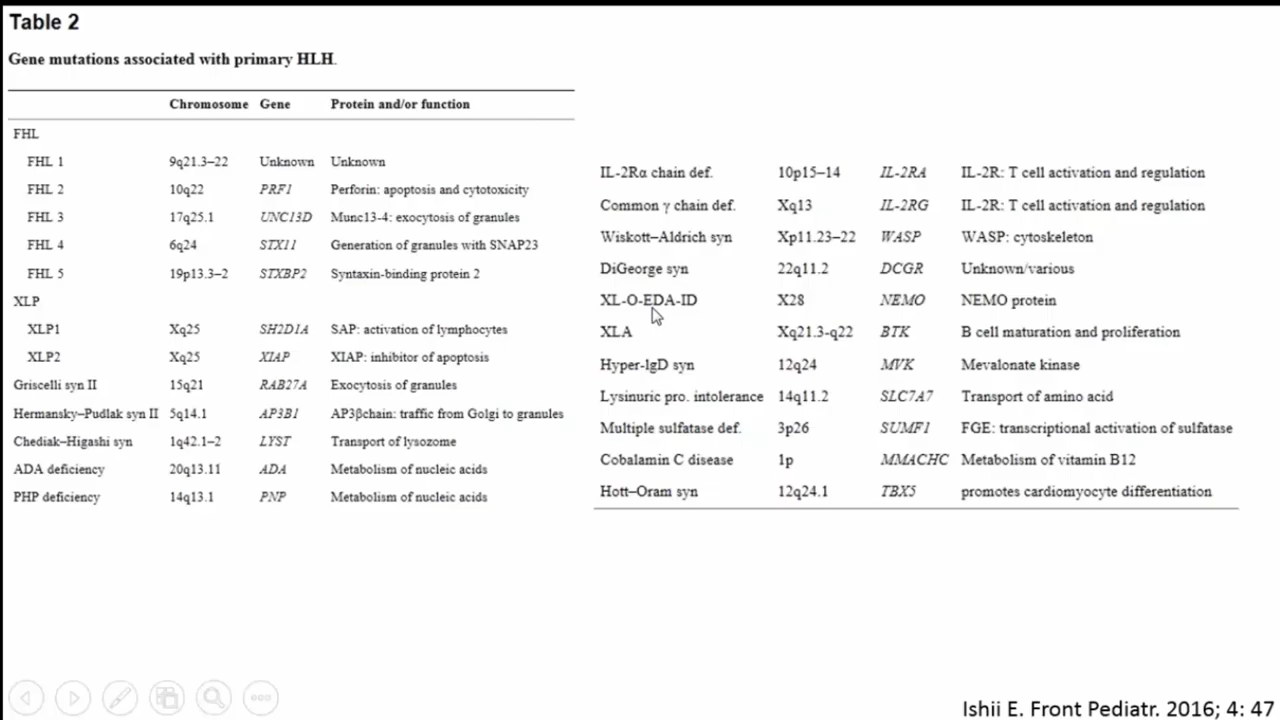 Table 2
Gene mutations associated with primary HLH.
Chromosome Gene Protein and/or function
FHL
FHL 1 9q21.3–22 Unknown Unknown
FHL 2 10q22 PRF1 Perforin: apoptosis and cytotoxicity
FHL 3 17q25.1 UNC13D Munc13-4: exocytosis of granules
FHL 4 6q24 STX11 Generation of granules with SNAP23
FHL 5 19p13.3–2 STXBP2 Syntaxin-binding protein 2
XLP
XLP1 Xq25 SH2D1A SAP: activation of lymphocytes
XLP2 Xq25 XIAP XIAP: inhibitor of apoptosis
Griscelli syn II 15q21 RAB27A Exocytosis of granules
Hermansky–Pudlak syn II 5q14.1 AP3B1 AP3βchain: traffic from Golgi to granules
Chediak–Higashi syn 1q42.1–2 LYST Transport of lysozome
ADA deficiency 20q13.11 ADA Metabolism of nucleic acids
PHP deficiency 14q13.1 PNP Metabolism of nucleic acids
IL-2Rα chain def. 10p15–14 IL-2RA IL-2R: T cell activation and regulation
Common γ chain def. Xq13 IL-2RG IL-2R: T cell activation and regulation
Wiskott–Aldrich syn Xp11.23–22 WASP WASP: cytoskeleton
DiGeorge syn 22q11.2 DCGR Unknown/various
XL-O-EDA-ID X28 NEMO NEMO protein
XLA Xq21.3-q22 BTK B cell maturation and proliferation
Hyper-IgD syn 12q24 MVK Mevalonate kinase
Lysinuric pro. intolerance 14q11.2 SLC7A7 Transport of amino acid
Multiple sulfatase def. 3p26 SUMF1 FGE: transcriptional activation of sulfatase
Cobalamin C disease 1p MMACHC Metabolism of vitamin B12
Hott–Oram syn 12q24.1 TBX5 promotes cardiomyocyte differentiation
Ishii E. Front Pediatr. 2016; 4: 47